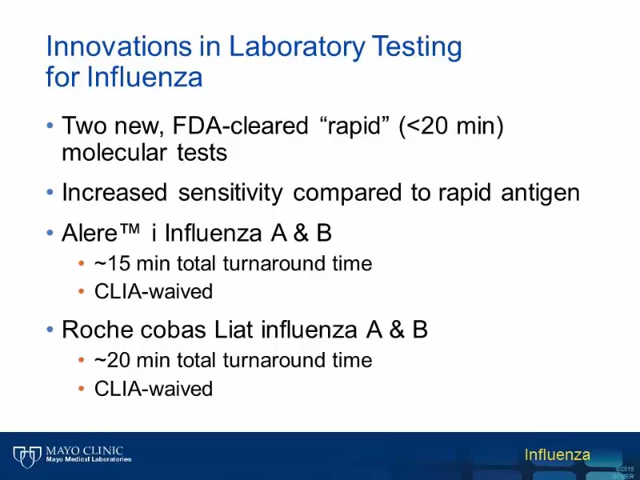 Innovations in Laboratory Testing
for Influenza
• Two new, FDA-cleared “rapid” (<20 min)
molecular tests
• Increased sensitivity compared to rapid antigen
• Alere™ i Influenza A & B
• ~15 min total turnaround time
• CLIA-waived
• Roche cobas Liat influenza A & B
• ~20 min total turnaround time
• CLIA-waived
MAYO CLINIC
Mayo Medical Laboratories
Influenza
©2015